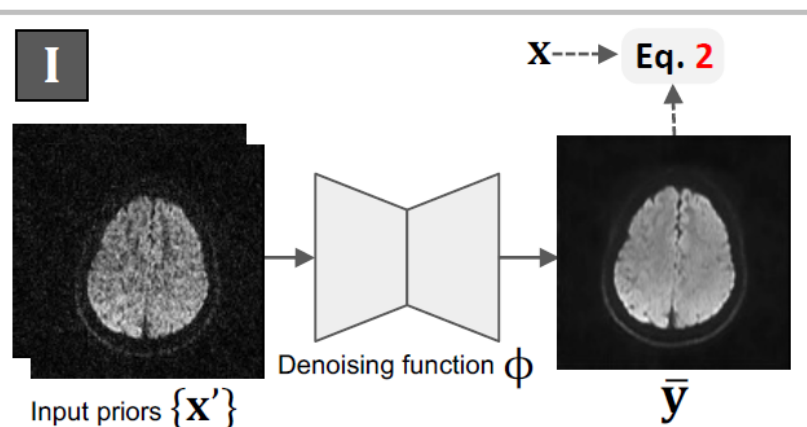 I
x Eq. 2
Denoising function ϕ
Input priors {x’}
ȳ